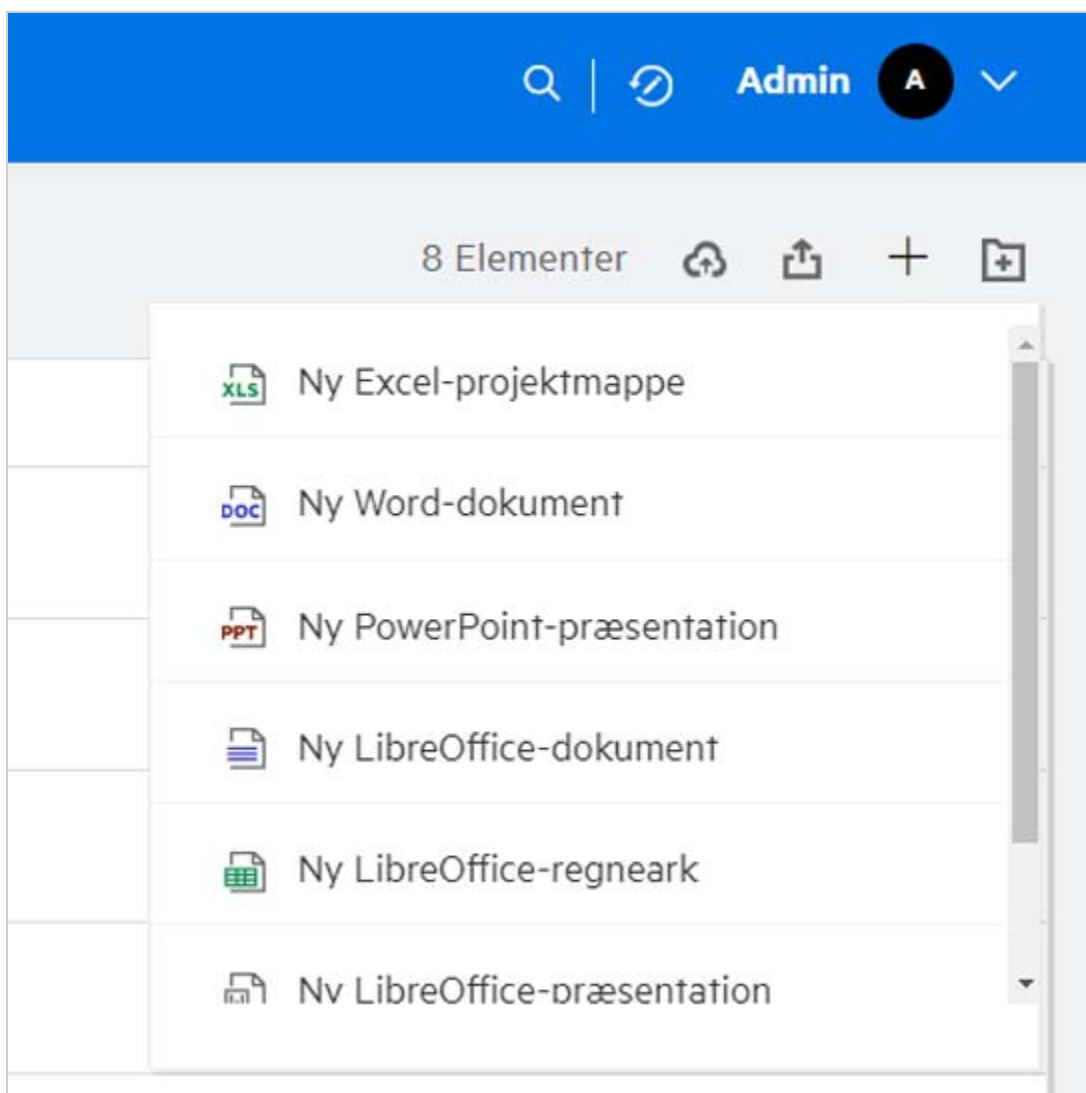 Admin A
8 Elementer
XLS Ny Excel-projektmappe
DOC Ny Word-dokument
PPT Ny PowerPoint-præsentation
Ny LibreOffice-dokument
Ny LibreOffice-regneark
Ny LibreOffice-præsentation